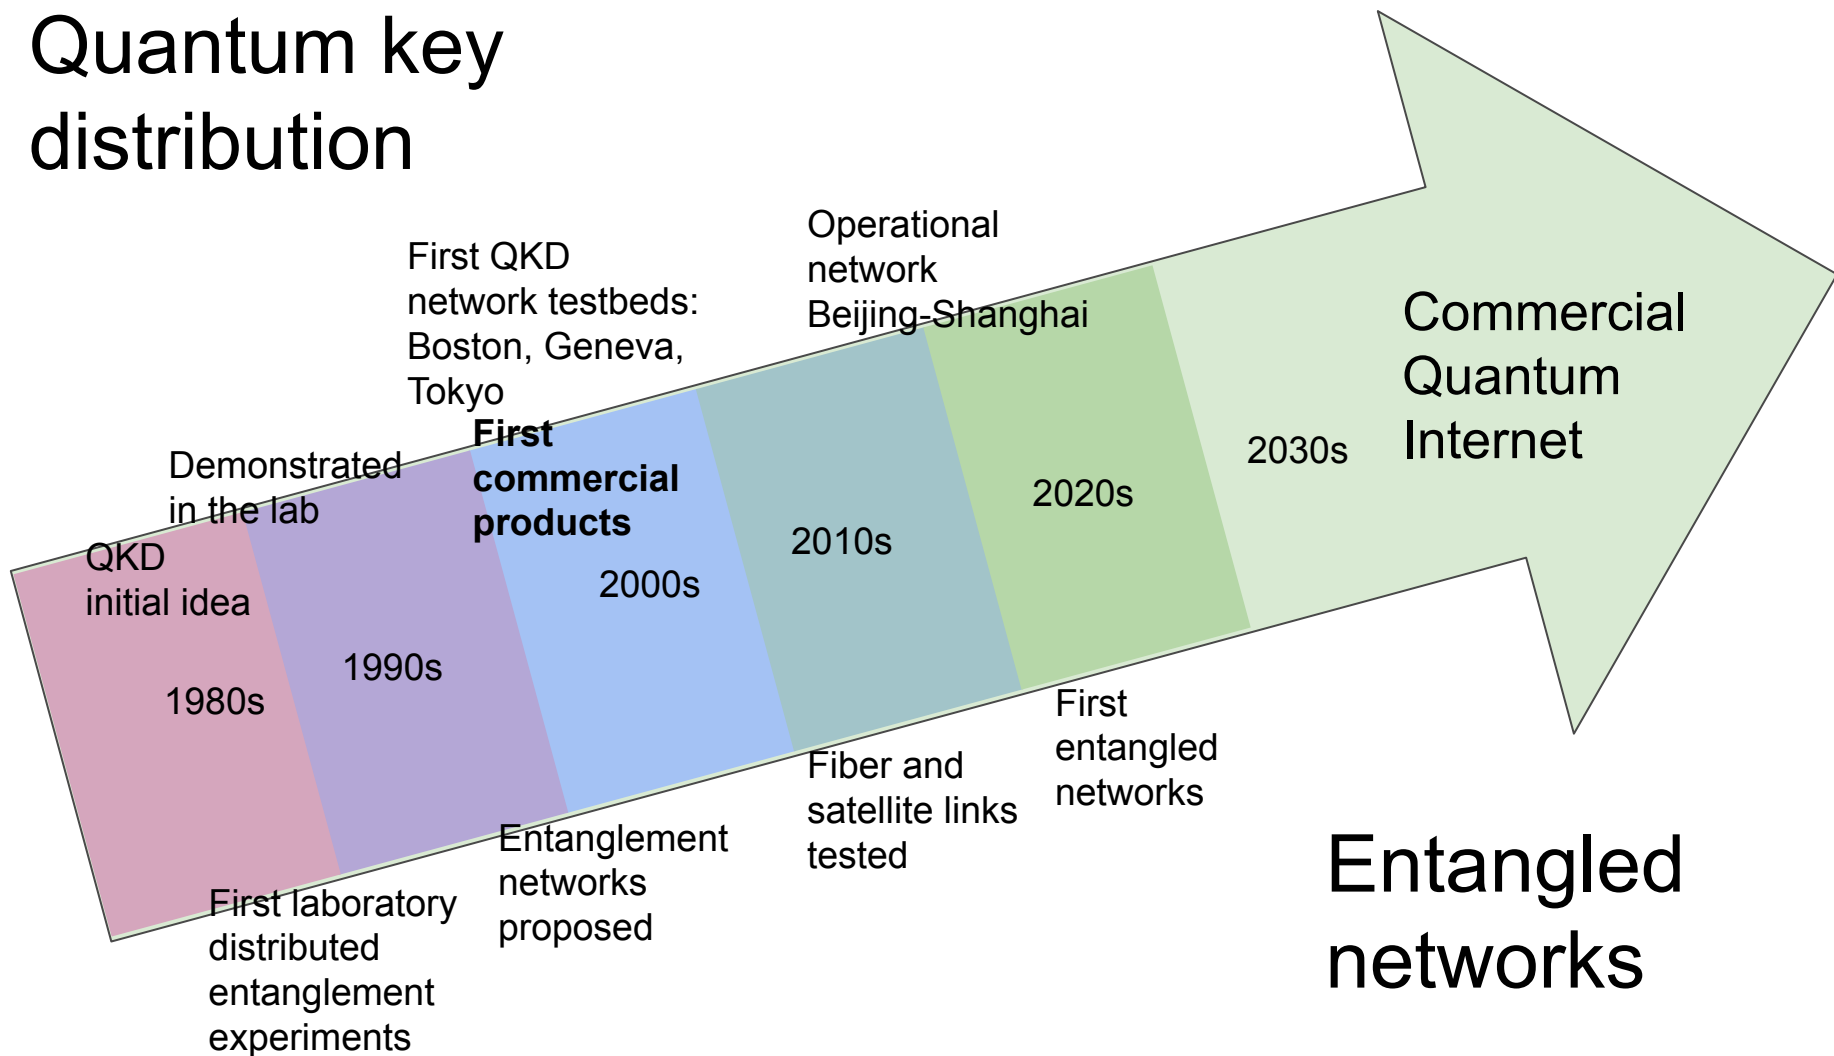 Quantum key
distribution
Operational
network
Beijing-Shanghai
First QKD
network testbeds:
Boston, Geneva,
Tokyo
First
commercial
products
Demonstrated
in the lab
QKD
initial idea
1980s
1990s
2000s
2010s
2020s
2030s
Commercial
Quantum
Internet
First laboratory
distributed
entanglement
experiments
Entanglement
networks
proposed
Fiber and
satellite links
tested
First
entangled
networks
Entangled
networks